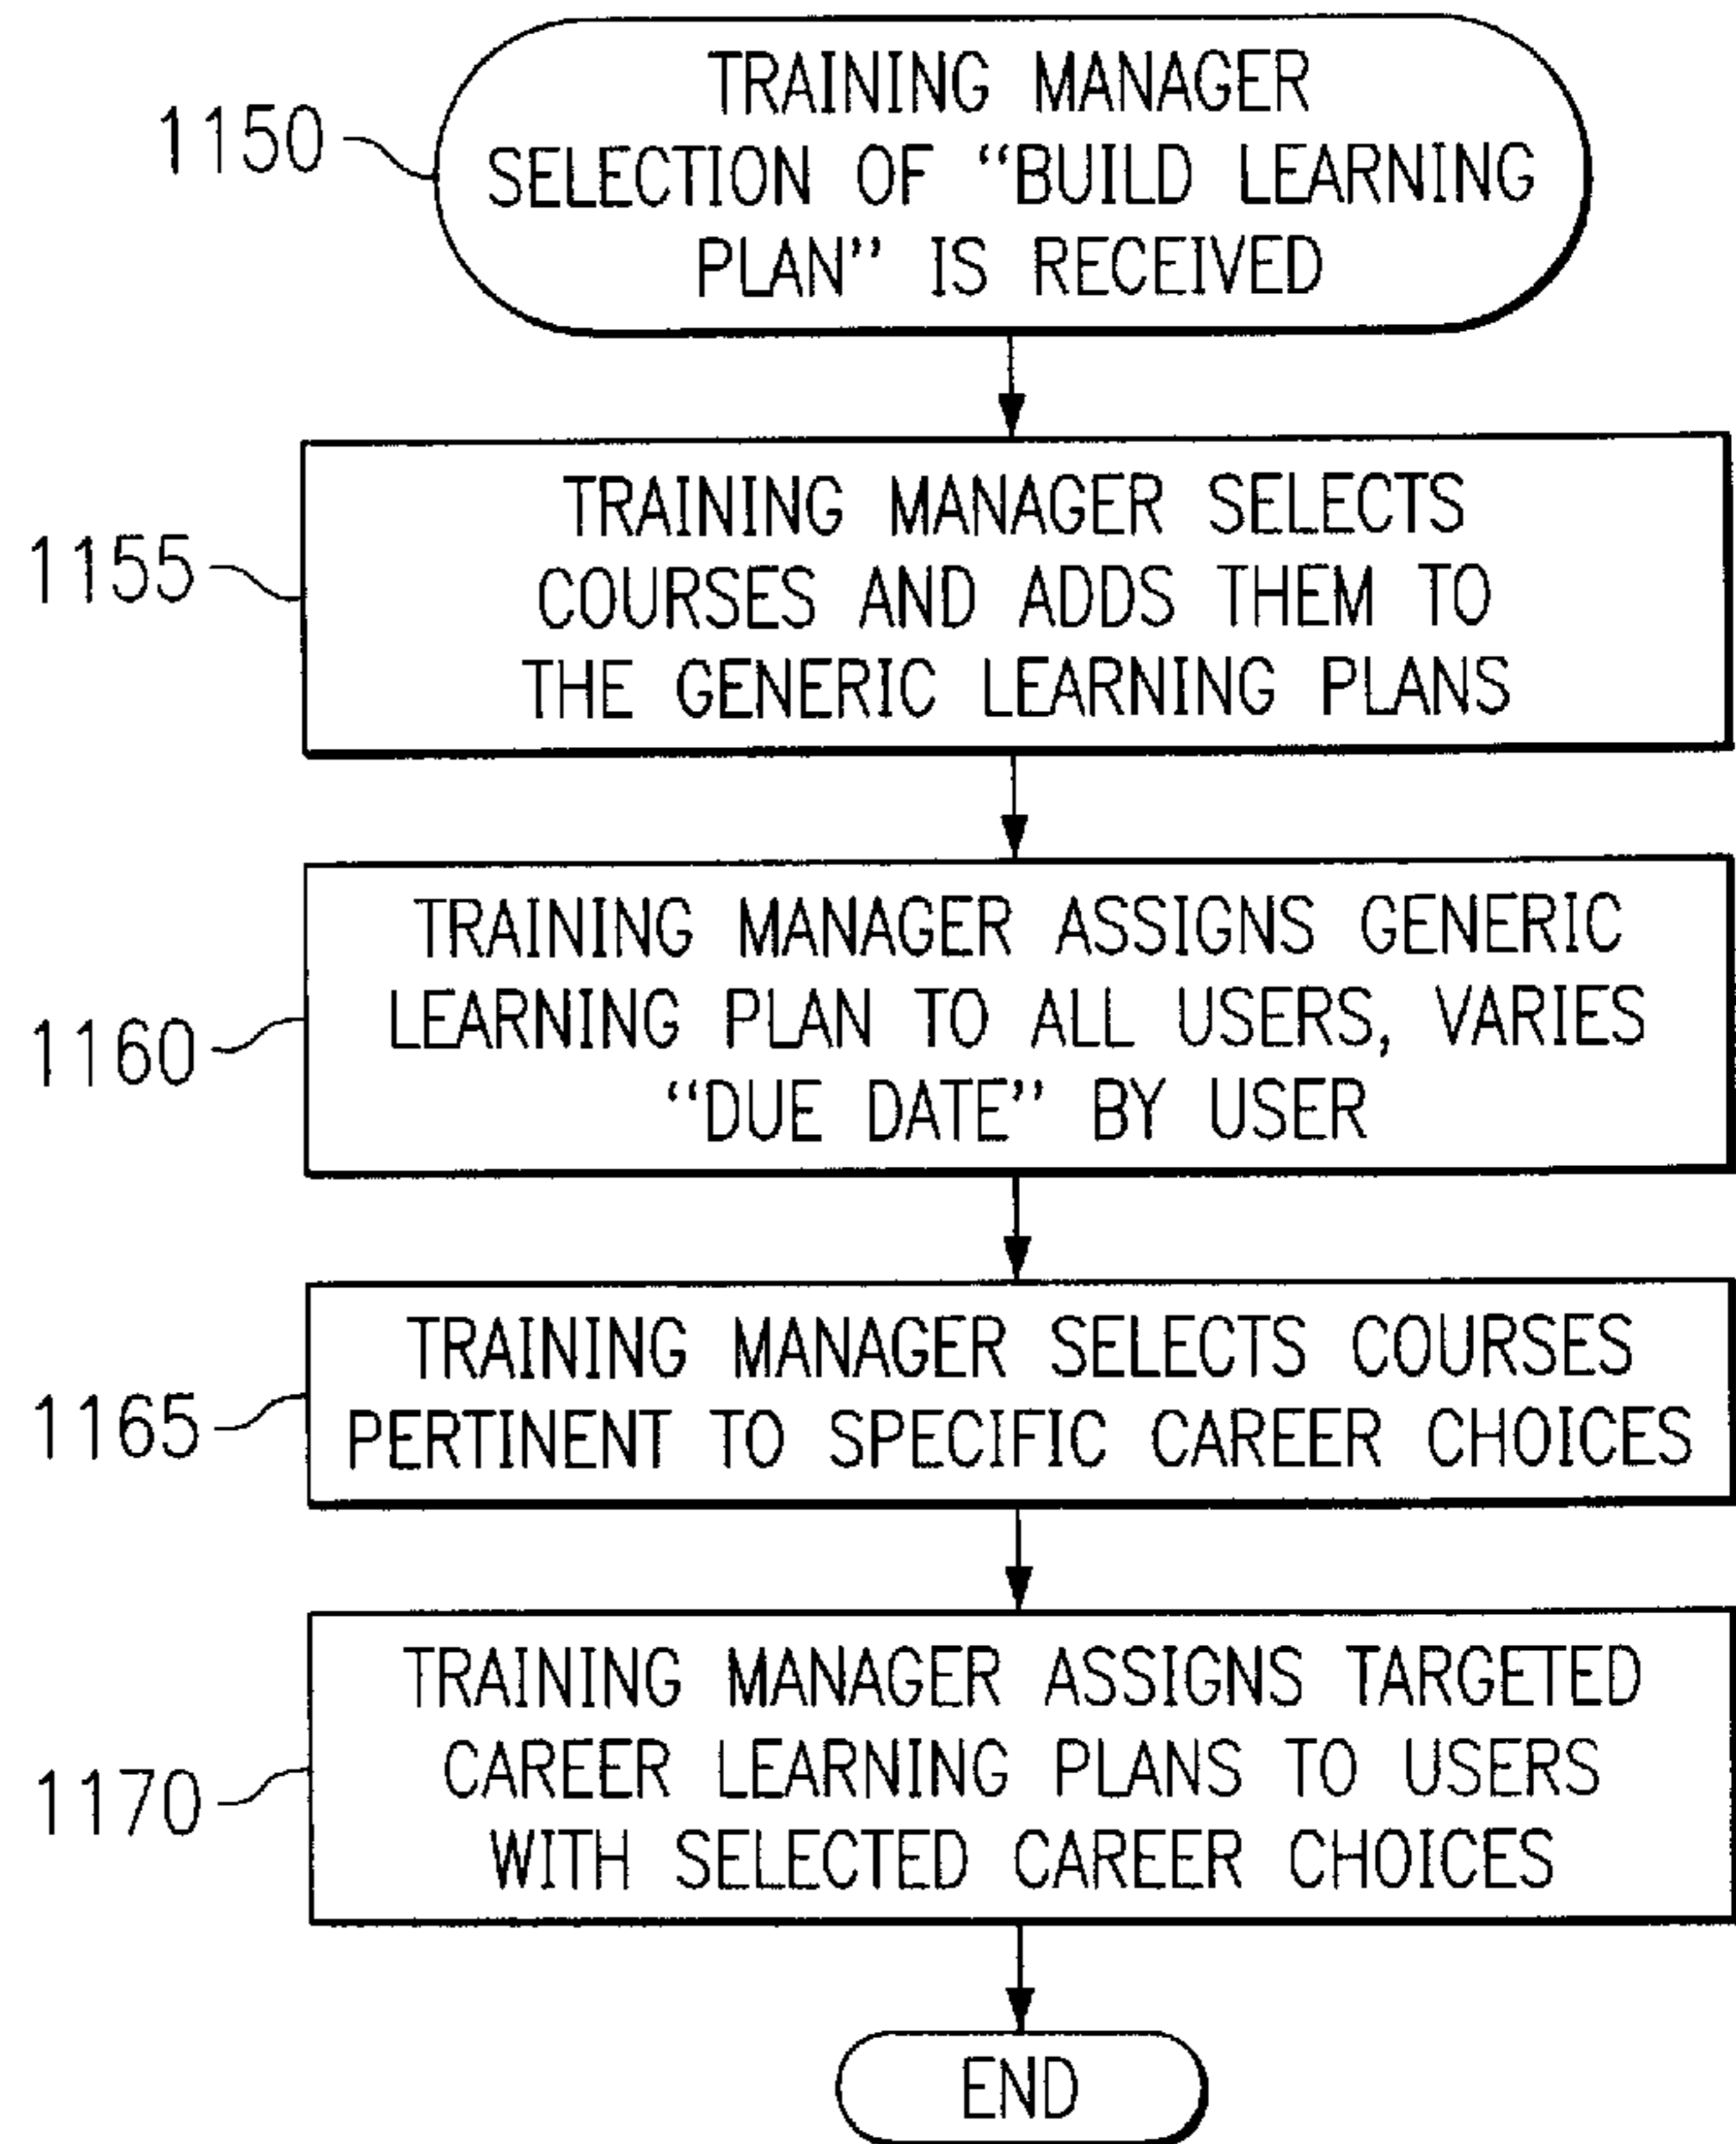 1150
TRAINING MANAGER
SELECTION OF “BUILD LEARNING
PLAN” IS RECEIVED
1155
TRAINING MANAGER SELECTS
COURSES AND ADDS THEM TO
THE GENERIC LEARNING PLANS
1160
TRAINING MANAGER ASSIGNS GENERIC
LEARNING PLAN TO ALL USERS, VARIES
“DUE DATE” BY USER
1165
TRAINING MANAGER SELECTS COURSES
PERTINENT TO SPECIFIC CAREER CHOICES
1170
TRAINING MANAGER ASSIGNS TARGETED
CAREER LEARNING PLANS TO USERS
WITH SELECTED CAREER CHOICES
END